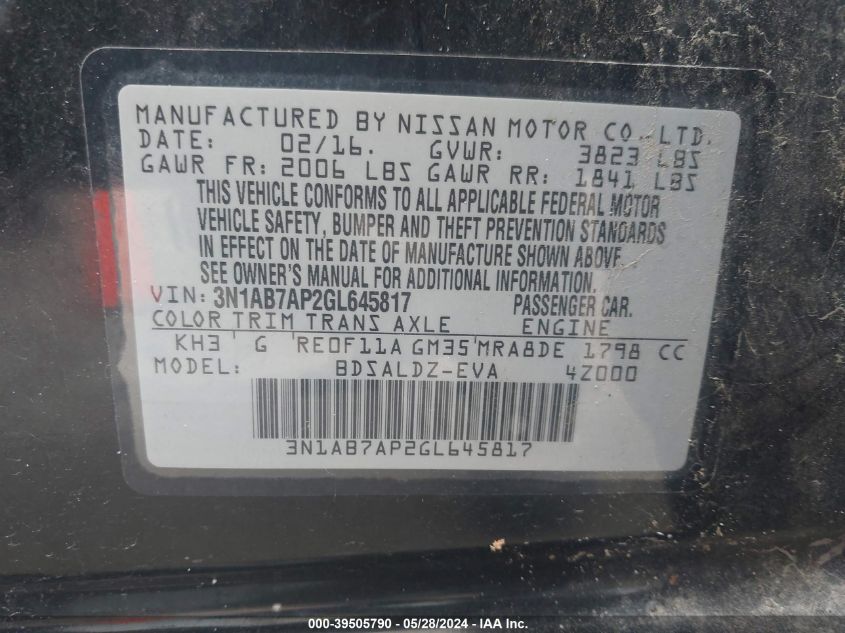 MANUFACTURED BY NISSAN MOTOR CO., LTD.
DATE: 02/16. GVWR: 3823 LBS
GAWR FR: 2006 LBS GAWR RR: 1841 LBS
THIS VEHICLE CONFORMS TO ALL APPLICABLE FEDERAL MOTOR
VEHICLE SAFETY, BUMPER AND THEFT PREVENTION STANDARDS
IN EFFECT ON THE DATE OF MANUFACTURE SHOWN ABOVE.
SEE OWNER'S MANUAL FOR ADDITIONAL INFORMATION.
VIN: 3N1AB7AP2GL645817 PASSENGER CAR.
COLOR TRIM TRANS AXLE ENGINE
KH3 G RE0F11A GM35 MRA8DE 1798 CC
MODEL: BDSALDZ-EVA 4Z000
3N1AB7AP2GL645817
000-39505790 - 05/28/2024 - IAAI - Copart Inc.